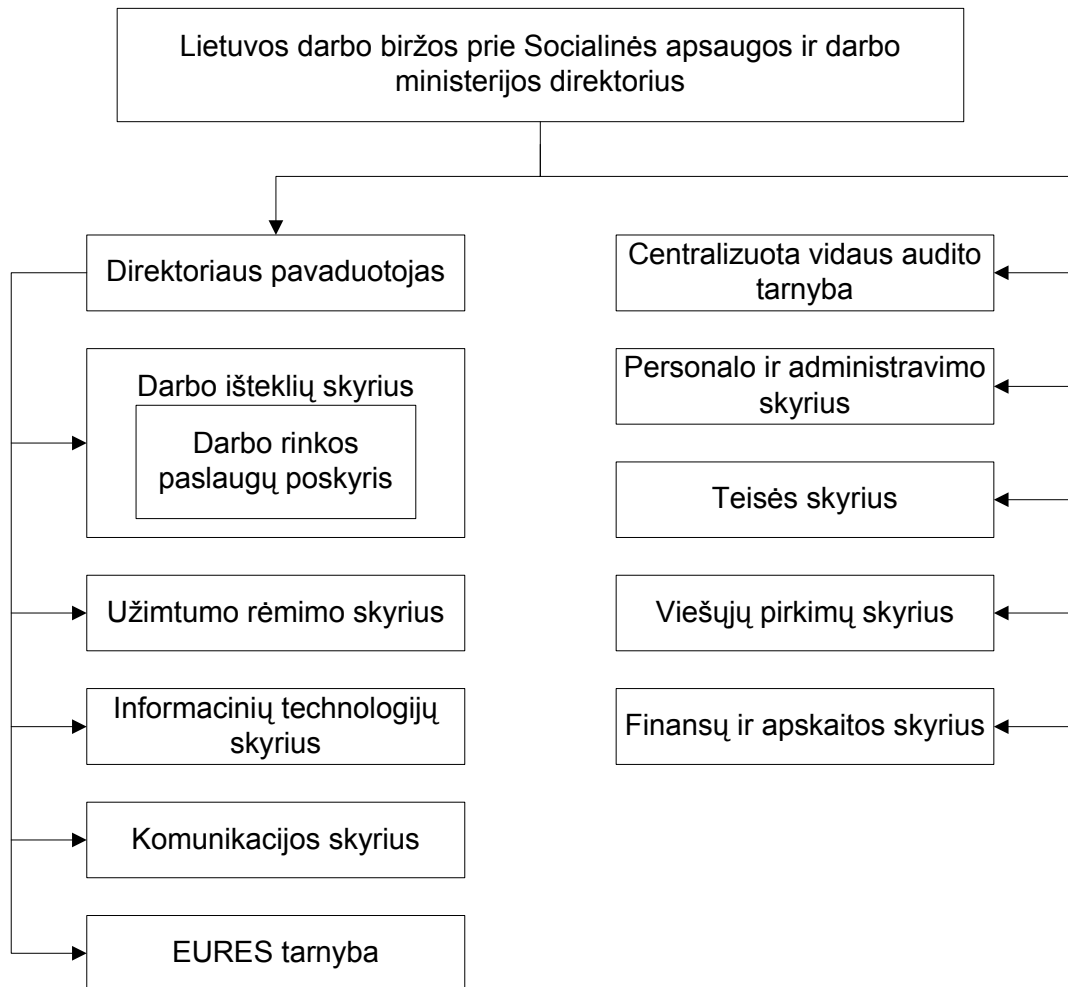 Lietuvos darbo biržos prie Socialinės apsaugos ir darbo
ministerijos direktorius
Direktoriaus pavaduotojas
Darbo išteklių skyrius
Darbo rinkos
paslaugų poskyris
Užimtumo rėmimo skyrius
Informacinių technologijų
skyrius
Komunikacijos skyrius
EURES tarnyba
Centralizuota vidaus audito
tarnyba
Personalo ir administravimo
skyrius
Teisės skyrius
Viešųjų pirkimų skyrius
Finansų ir apskaitos skyrius